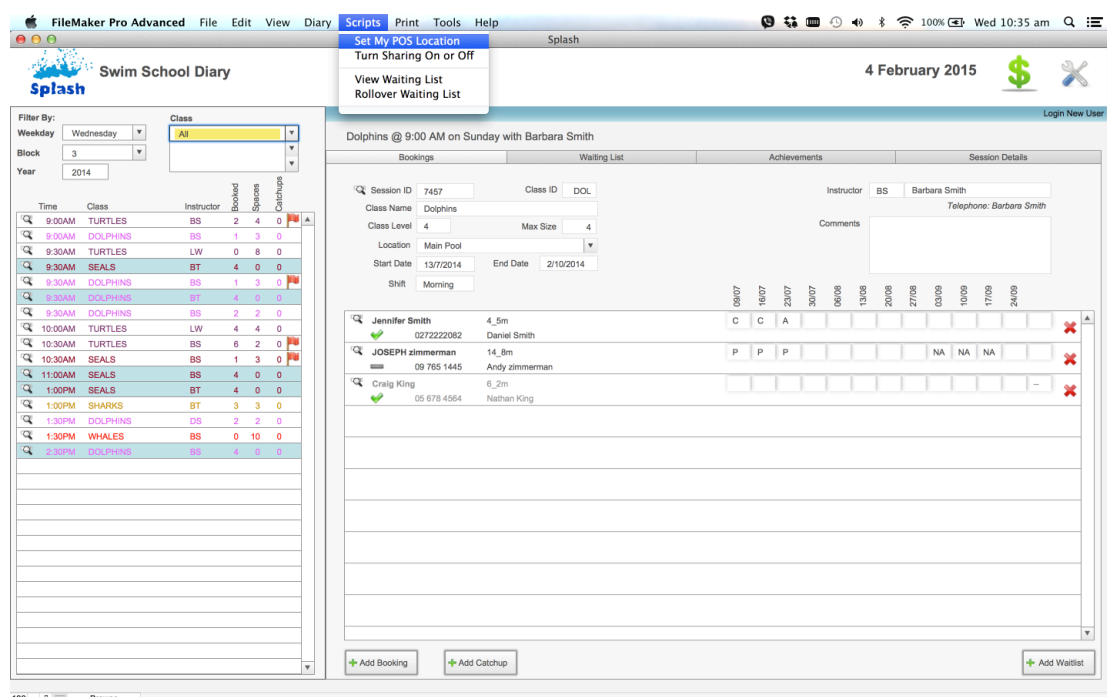 FileMaker Pro Advanced File Edit View Diary Scripts Print Tools Help 100% Wed 10:35 am
Splash
Set My POS Location
Turn Sharing On or Off
View Waiting List
Rollover Waiting List
Splash
Swim School Diary
4 February 2015
Login New User
Filter By:
Class
Weekday Wednesday
All
Block 3
Year 2014
Time Class Instructor Booked Spaces Catchups
9:00AM TURTLES BS 2 4 0
9:00AM DOLPHINS BS 1 3 0
9:30AM TURTLES LW 0 8 0
9:30AM SEALS BT 4 0 0
9:30AM DOLPHINS BS 1 3 0
9:30AM DOLPHINS BT 4 0 0
9:30AM DOLPHINS BS 2 2 0
10:00AM TURTLES LW 4 4 0
10:30AM TURTLES BS 6 2 0
10:30AM SEALS BS 1 3 0
11:00AM SEALS BS 4 0 0
1:00PM SEALS BT 4 0 0
1:00PM SHARKS BT 3 3 0
1:30PM DOLPHINS DS 2 2 0
1:30PM WHALES BS 0 10 0
2:30PM DOLPHINS BS 4 0 0
Dolphins @ 9:00 AM on Sunday with Barbara Smith
Bookings Waiting List Achievements Session Details
Session ID 7457 Class ID DOL Instructor BS Barbara Smith
Class Name Dolphins Telephone: Barbara Smith
Class Level 4 Max Size 4 Comments
Location Main Pool
Start Date 13/7/2014 End Date 2/10/2014
Shift Morning
09/07 16/07 23/07 30/07 06/08 13/08 20/08 27/08 03/09 10/09 17/09 24/09
Jennifer Smith 4_5m C C A
0272222082 Daniel Smith
JOSEPH zimmerman 14_8m P P P NA NA NA
09 765 1445 Andy zimmerman
Craig King 6_2m --
05 678 4564 Nathan King
Add Booking Add Catchup Add Waitlist